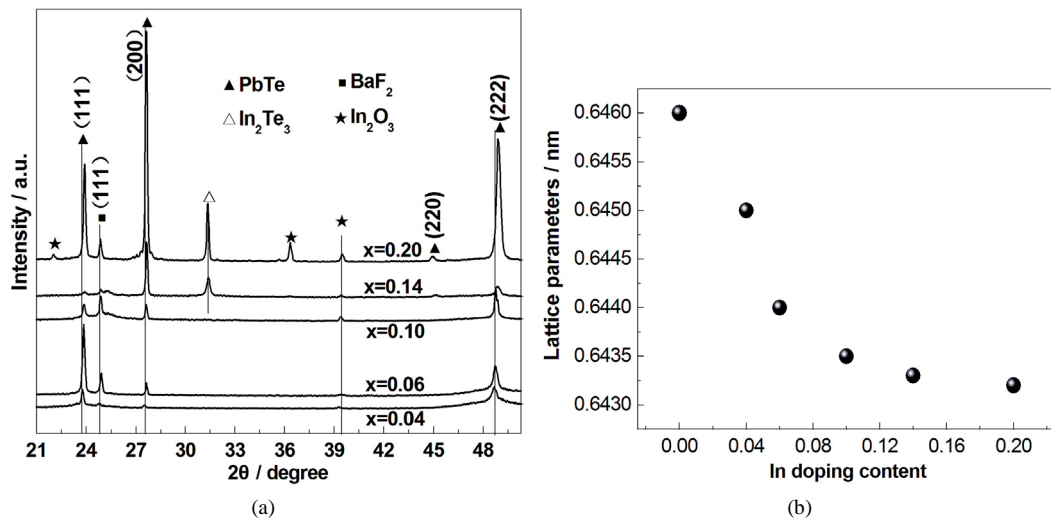 Intensity / a.u.
▲ (111)
■ (111)
(200) ▲
▲ PbTe
■ BaF₂
△ In₂Te₃
★ In₂O₃
★
△
★
★
▲ (220)
▲ (222)
x=0.20
x=0.14
x=0.10
x=0.06
x=0.04
21 24 27 30 33 36 39 42 45 48
2θ / degree
(a)
Lattice parameters / nm
0.6460
0.6455
0.6450
0.6445
0.6440
0.6435
0.6430
0.00 0.04 0.08 0.12 0.16 0.20
In doping content
(b)